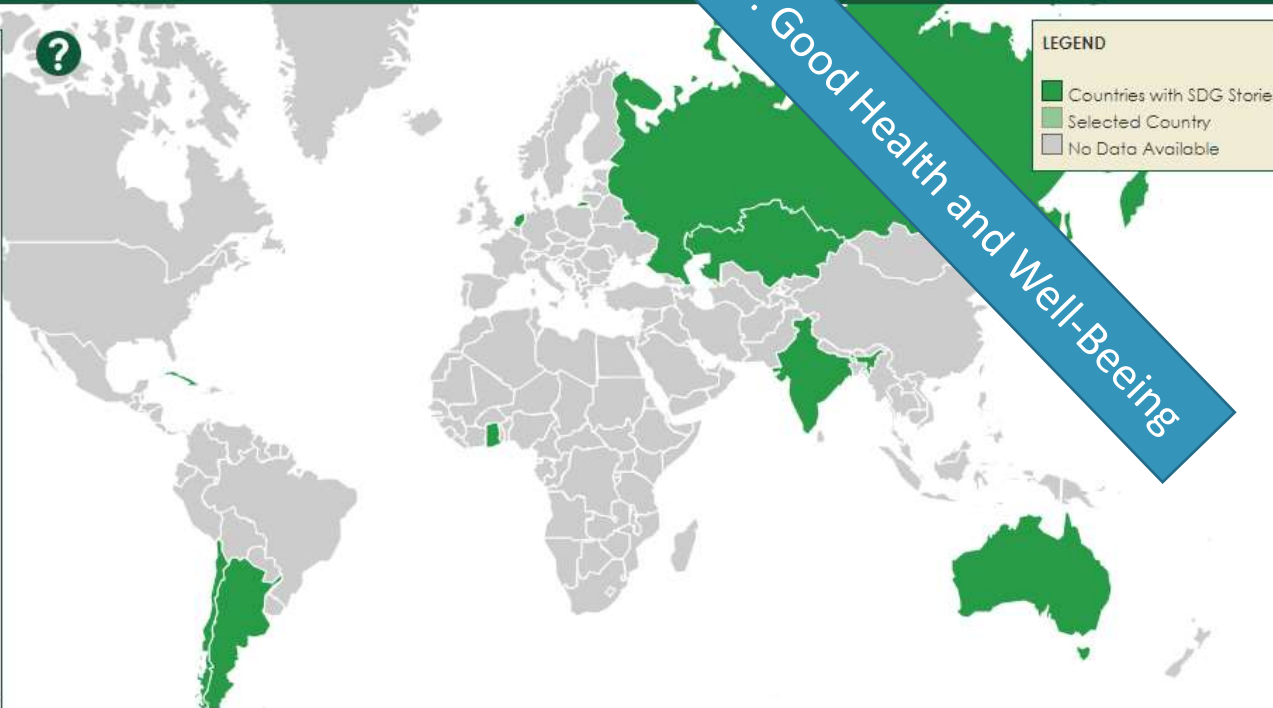 ?
. Good Health and Well-Beeing
LEGEND
Countries with SDG Storie
Selected Country
No Data Available